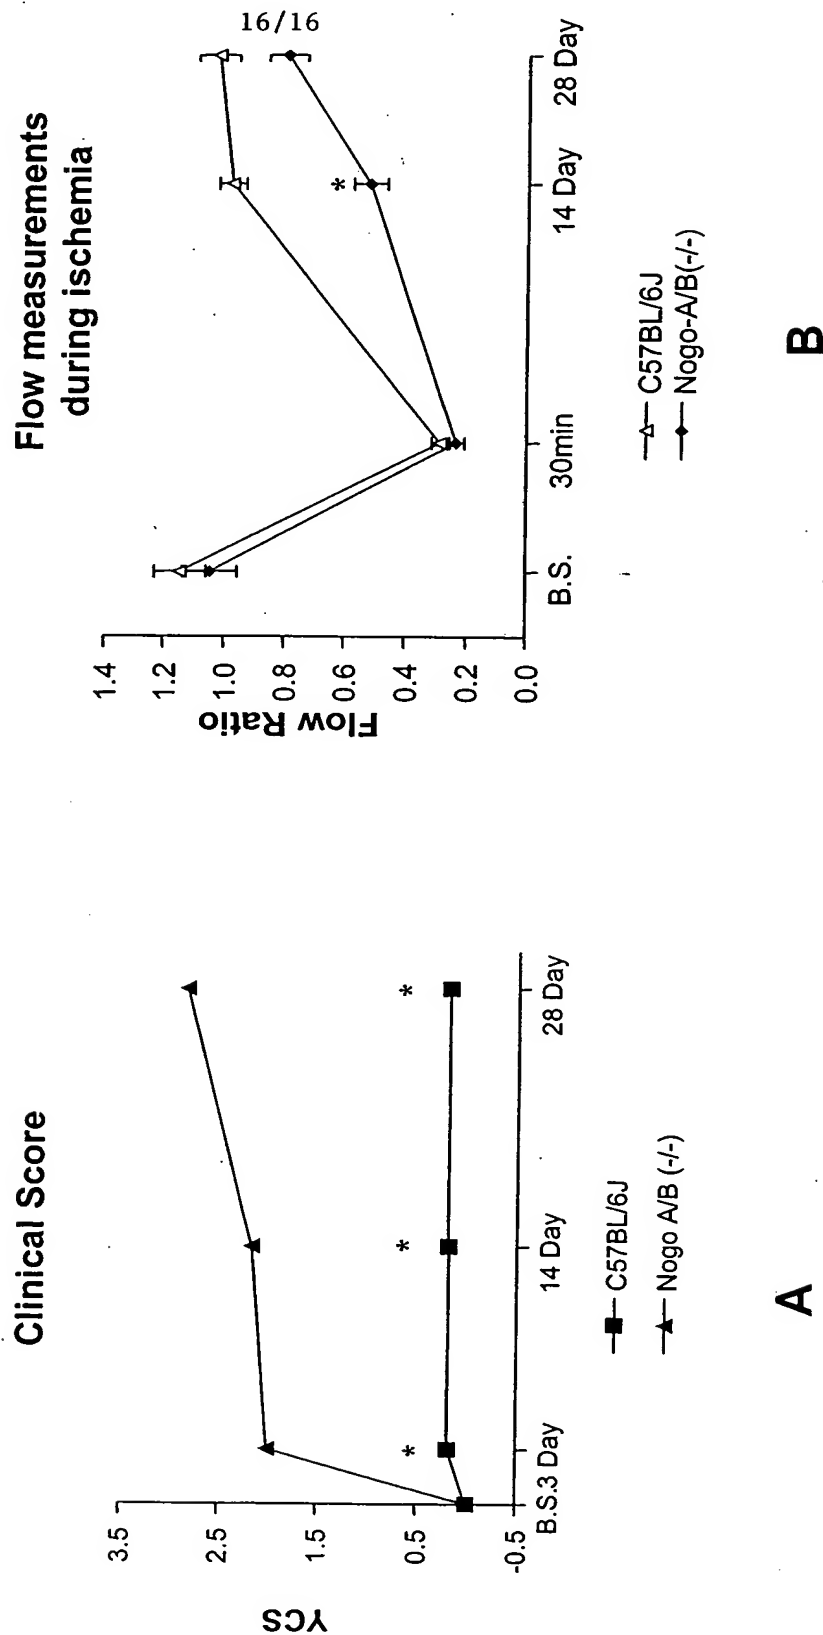 16/16
Clinical Score
YCS
3.5
2.5
1.5
0.5
-0.5
B.S. 3 Day
14 Day
28 Day
*
*
*
C57BL/6J
Nogo A/B (-/-)
A
Flow measurements
during ischemia
Flow Ratio
1.4
1.2
1.0
0.8
0.6
0.4
0.2
0.0
B.S.
30min
14 Day
28 Day
*
C57BL/6J
Nogo-A/B(-/-)
B